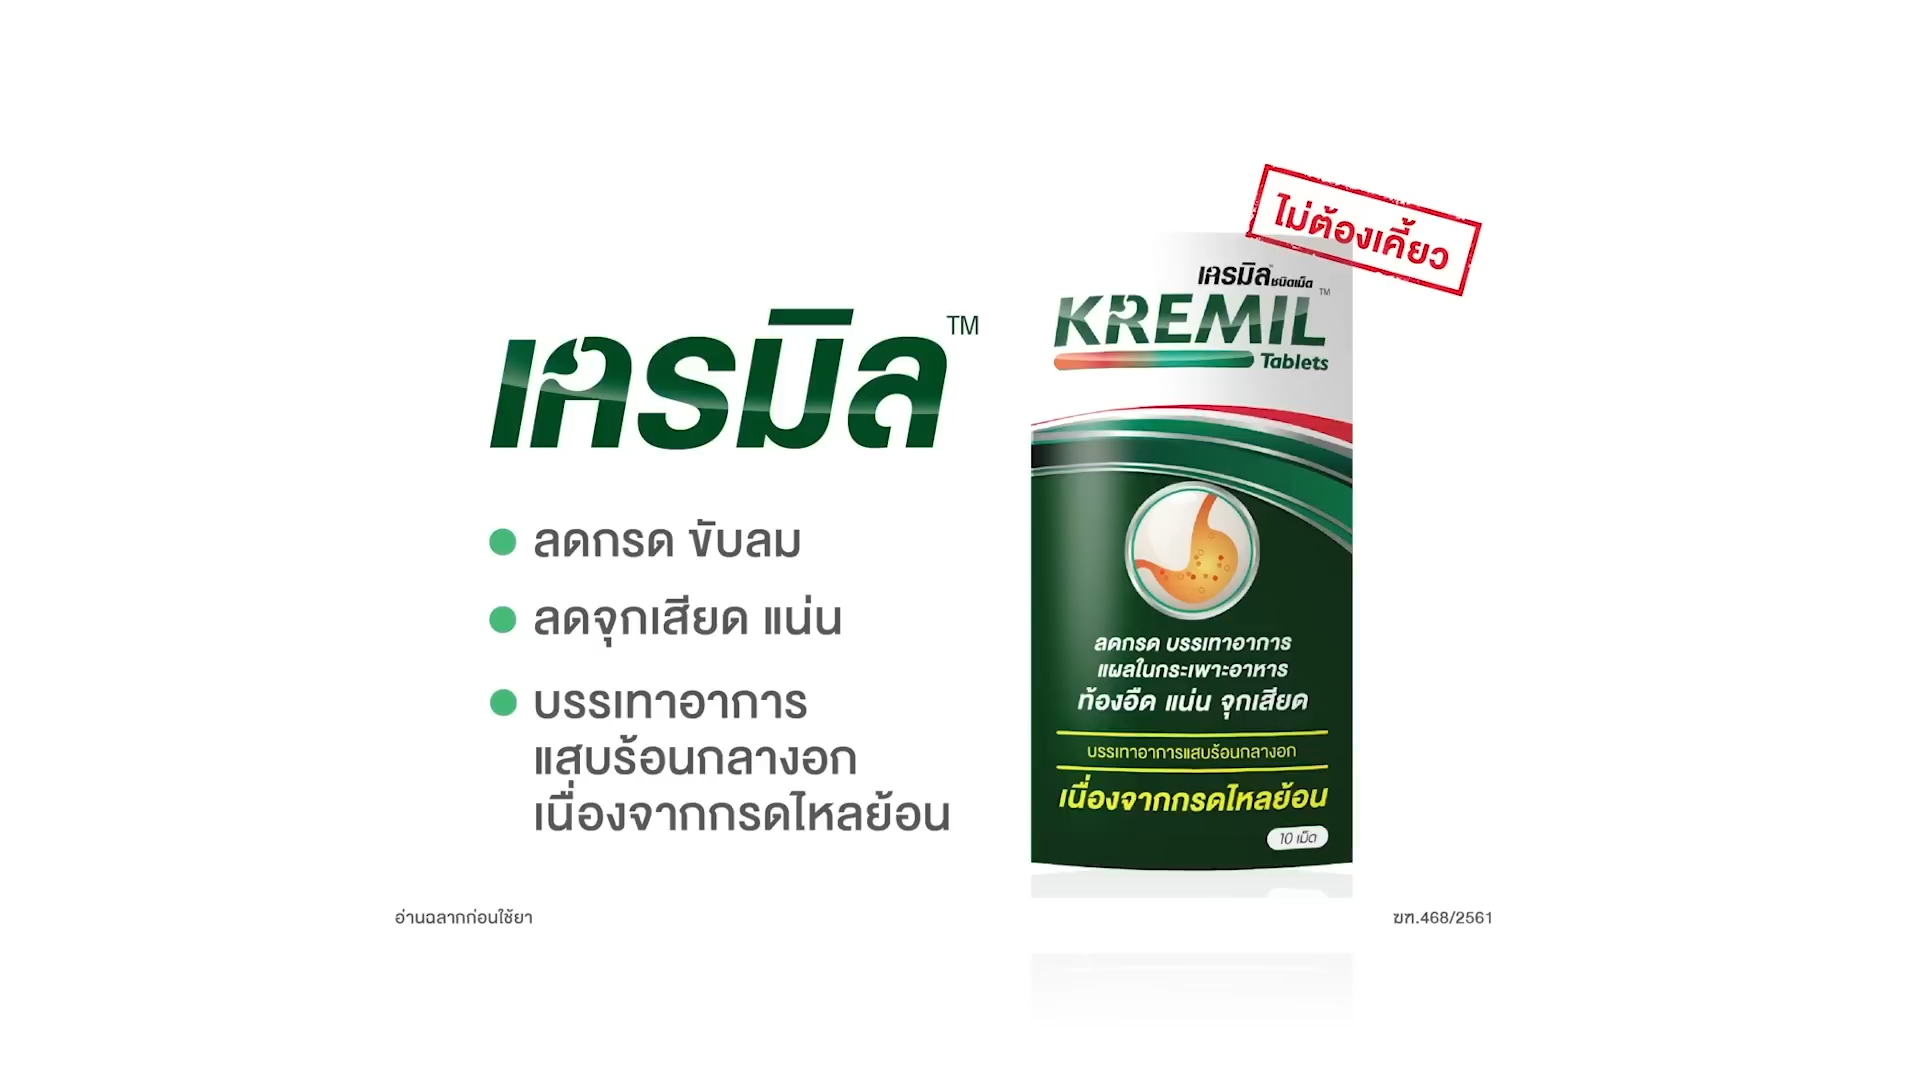 เครมิล™
ลดกรด ขับลม
ลดจุกเสียด แน่น
บรรเทาอาการ
แสบร้อนกลางอก
เนื่องจากกรดไหลย้อน
อ่านฉลากก่อนใช้ยา
ไม่ต้องเคี้ยว
เครมิล ชนิดเม็ด
KREMIL™
Tablets
ลดกรด บรรเทาอาการ
แผลในกระเพาะอาหาร
ท้องอืด แน่น จุกเสียด
บรรเทาอาการแสบร้อนกลางอก
เนื่องจากกรดไหลย้อน
10 เม็ด
ฆท.468/2561